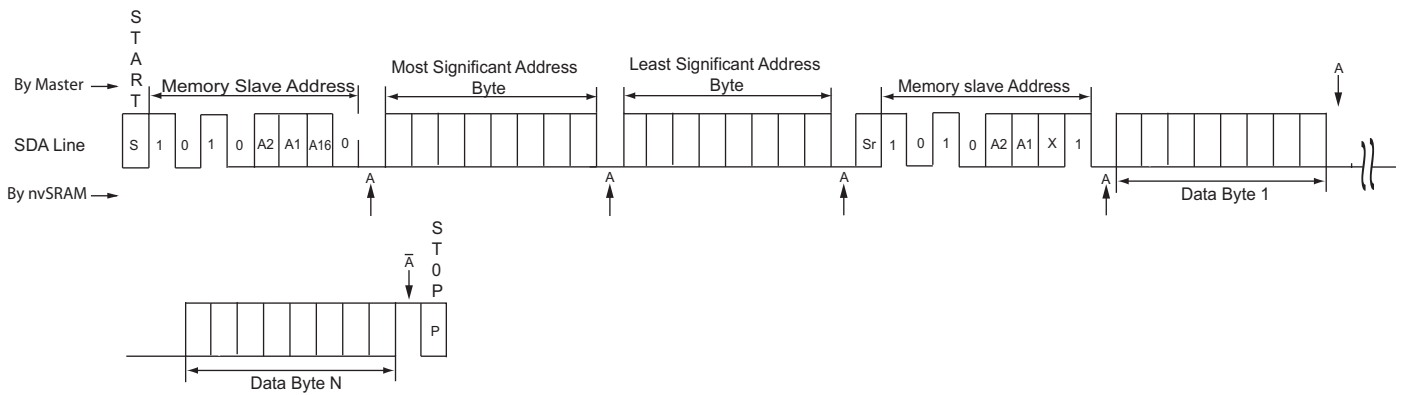 START
By Master
Memory Slave Address
Most Significant Address Byte
Least Significant Address Byte
Memory slave Address
A
SDA Line
S 1 0 1 0 A2 A1 A16 0
Sr 1 0 1 0 A2 A1 X 1
By nvSRAM
A
A
A
A
Data Byte 1
ST0P
A̅
P
Data Byte N